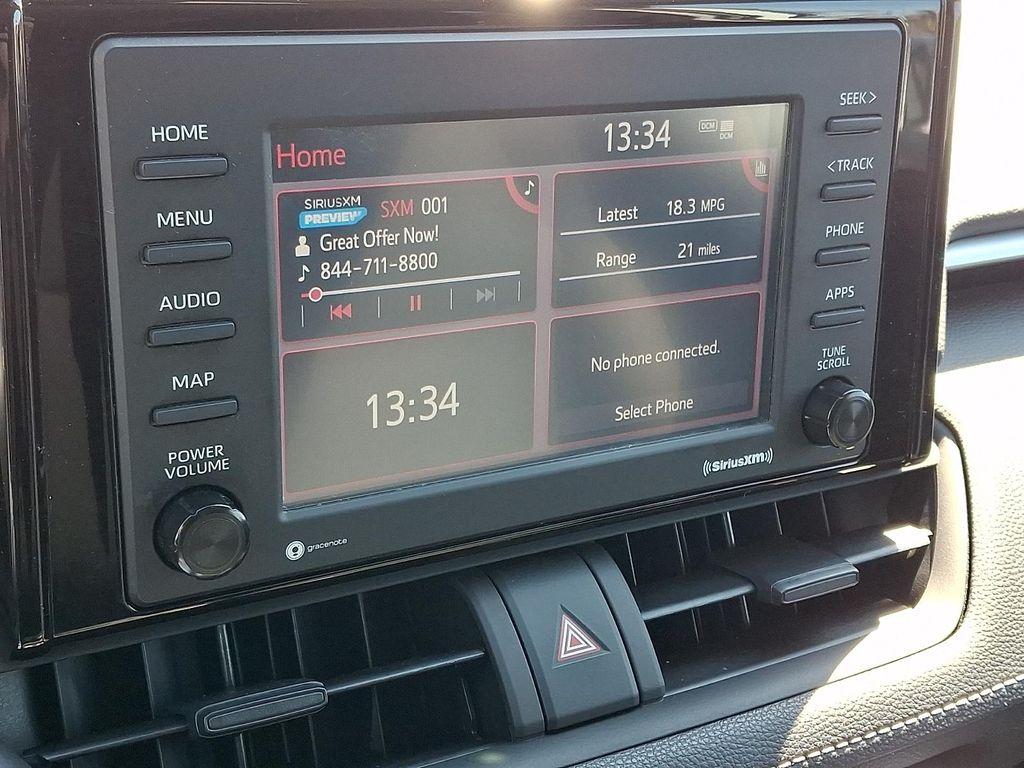 HOME
MENU
AUDIO
MAP
POWER
VOLUME
Home
13:34
DCM
DCM
SIRIUSXM
PREVIEW
SXM 001
Great Offer Now!
844-711-8800
Latest 18.3 MPG
Range 21 miles
13:34
No phone connected.
Select Phone
SEEK>
<TRACK
PHONE
APPS
TUNE
SCROLL
gracenote
((SiriusXM))